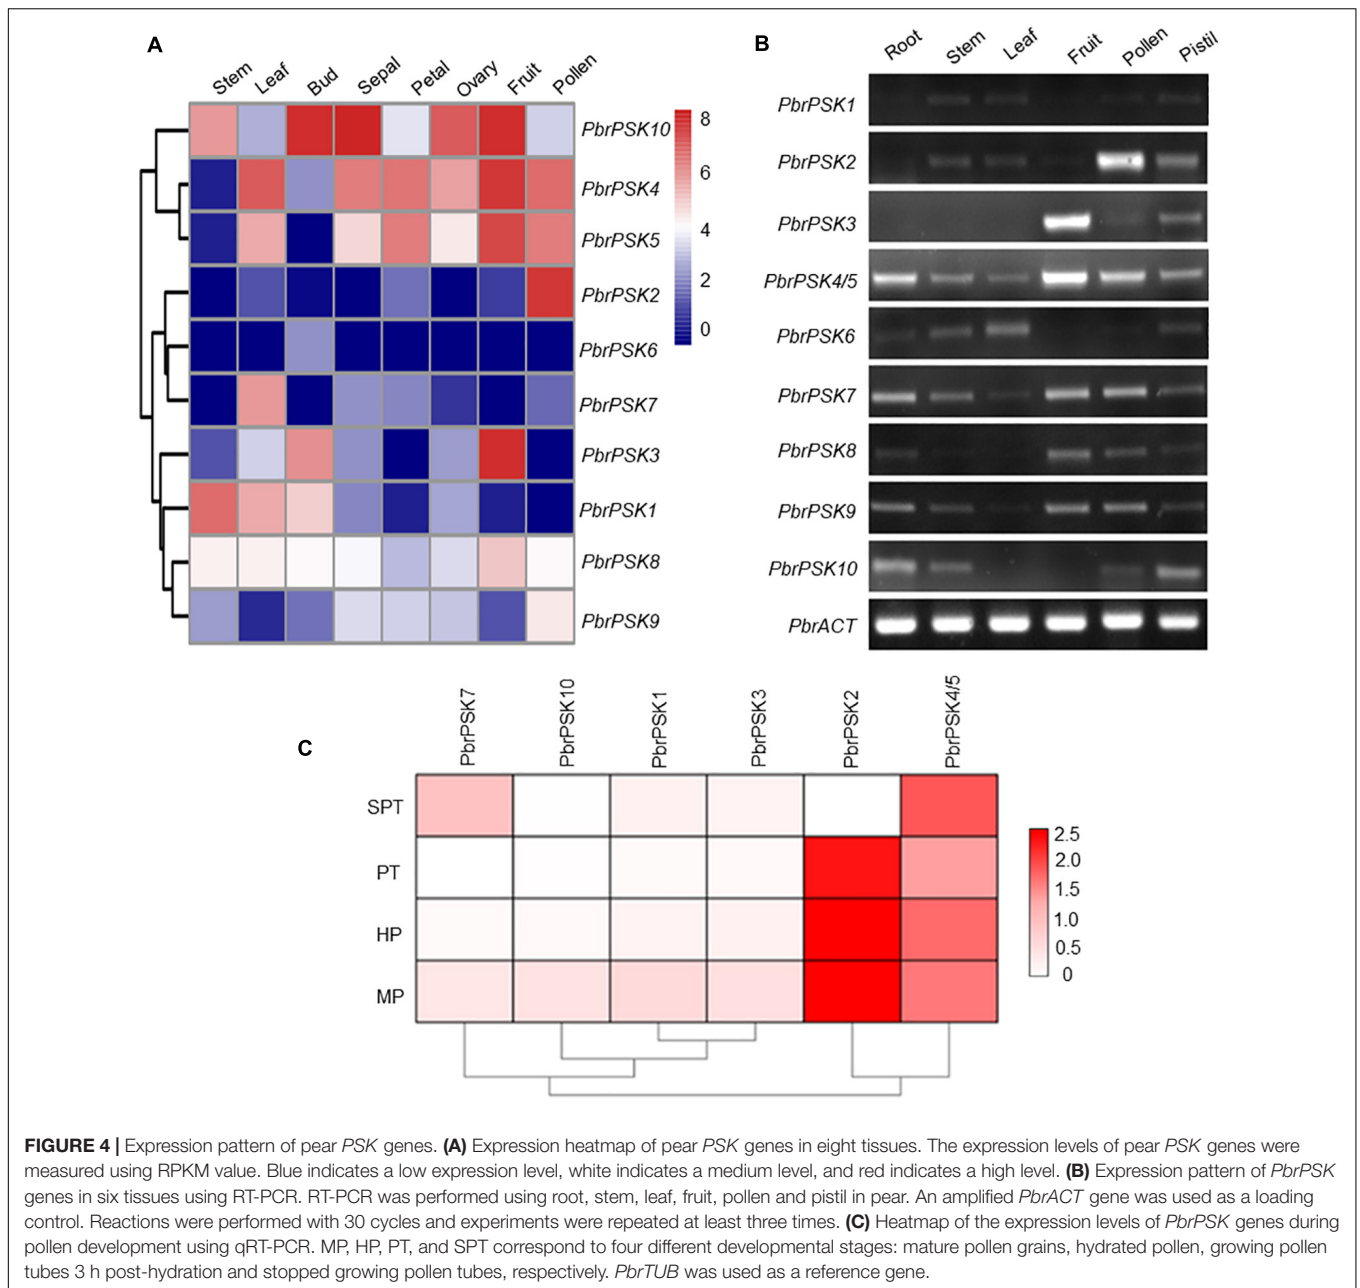 A
Stem Leaf Bud Sepal Petal Ovary Fruit Pollen
PbrPSK10
PbrPSK4
PbrPSK5
PbrPSK2
PbrPSK6
PbrPSK7
PbrPSK3
PbrPSK1
PbrPSK8
PbrPSK9
8
6
4
2
0
B
Root Stem Leaf Fruit Pollen Pistil
PbrPSK1
PbrPSK2
PbrPSK3
PbrPSK4/5
PbrPSK6
PbrPSK7
PbrPSK8
PbrPSK9
PbrPSK10
PbrACT
C
PbrPSK7 PbrPSK10 PbrPSK1 PbrPSK3 PbrPSK2 PbrPSK4/5
SPT
PT
HP
MP
2.5
2.0
1.5
1.0
0.5
0
FIGURE 4 | Expression pattern of pear PSK genes. (A) Expression heatmap of pear PSK genes in eight tissues. The expression levels of pear PSK genes were
measured using RPKM value. Blue indicates a low expression level, white indicates a medium level, and red indicates a high level. (B) Expression pattern of PbrPSK
genes in six tissues using RT-PCR. RT-PCR was performed using root, stem, leaf, fruit, pollen and pistil in pear. An amplified PbrACT gene was used as a loading
control. Reactions were performed with 30 cycles and experiments were repeated at least three times. (C) Heatmap of the expression levels of PbrPSK genes during
pollen development using qRT-PCR. MP, HP, PT, and SPT correspond to four different developmental stages: mature pollen grains, hydrated pollen, growing pollen
tubes 3 h post-hydration and stopped growing pollen tubes, respectively. PbrTUB was used as a reference gene.